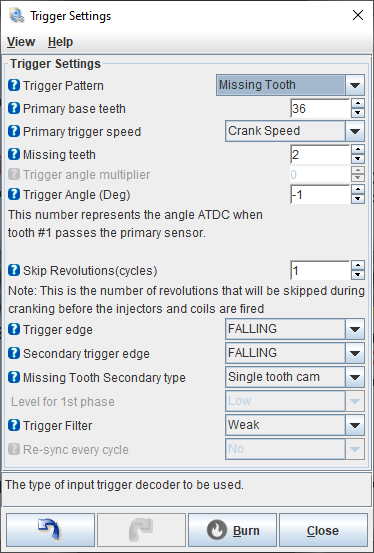 Trigger Settings
View Help
Trigger Settings
Trigger Pattern Missing Tooth
Primary base teeth 36
Primary trigger speed Crank Speed
Missing teeth 2
Trigger angle multiplier 0
Trigger Angle (Deg) -1
This number represents the angle ATDC when
tooth #1 passes the primary sensor.
Skip Revolutions(cycles) 1
Note: This is the number of revolutions that will be skipped during
cranking before the injectors and coils are fired
Trigger edge FALLING
Secondary trigger edge FALLING
Missing Tooth Secondary type Single tooth cam
Level for 1st phase Low
Trigger Filter Weak
Re-sync every cycle No
The type of input trigger decoder to be used.
Burn Close